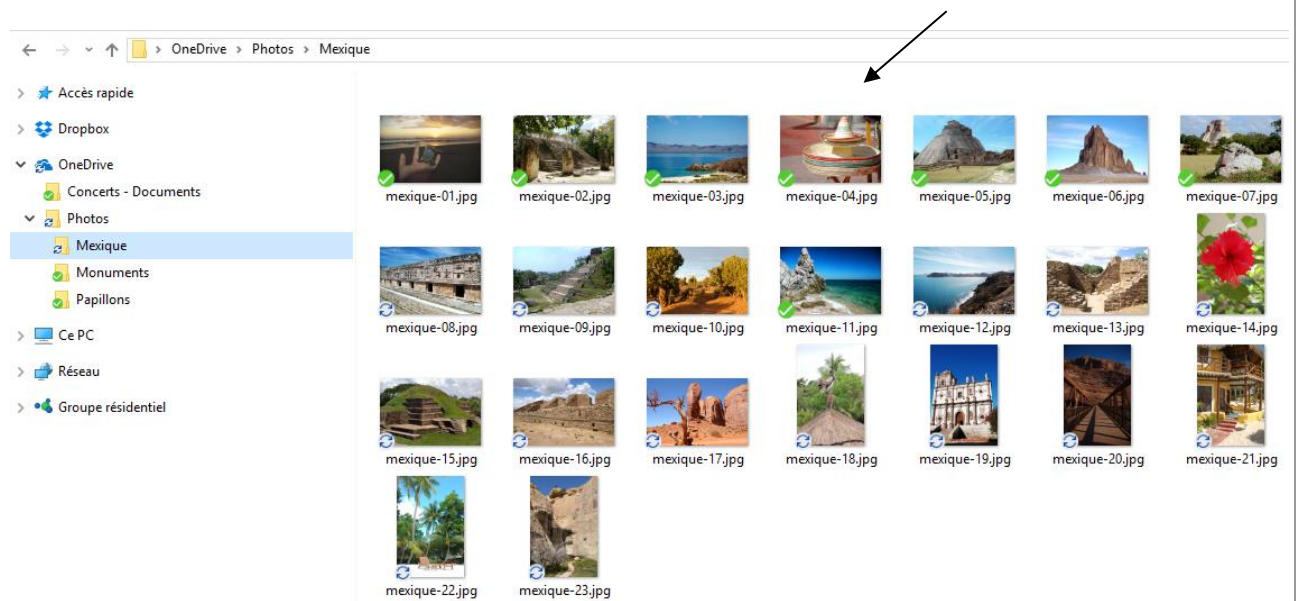 OneDrive > Photos > Mexique
Accès rapide
Dropbox
OneDrive
Concerts - Documents
Photos
Mexique
Monuments
Papillons
Ce PC
Réseau
Groupe résidentiel
mexique-01.jpg mexique-02.jpg mexique-03.jpg mexique-04.jpg mexique-05.jpg mexique-06.jpg mexique-07.jpg
mexique-08.jpg mexique-09.jpg mexique-10.jpg mexique-11.jpg mexique-12.jpg mexique-13.jpg mexique-14.jpg
mexique-15.jpg mexique-16.jpg mexique-17.jpg mexique-18.jpg mexique-19.jpg mexique-20.jpg mexique-21.jpg
mexique-22.jpg mexique-23.jpg